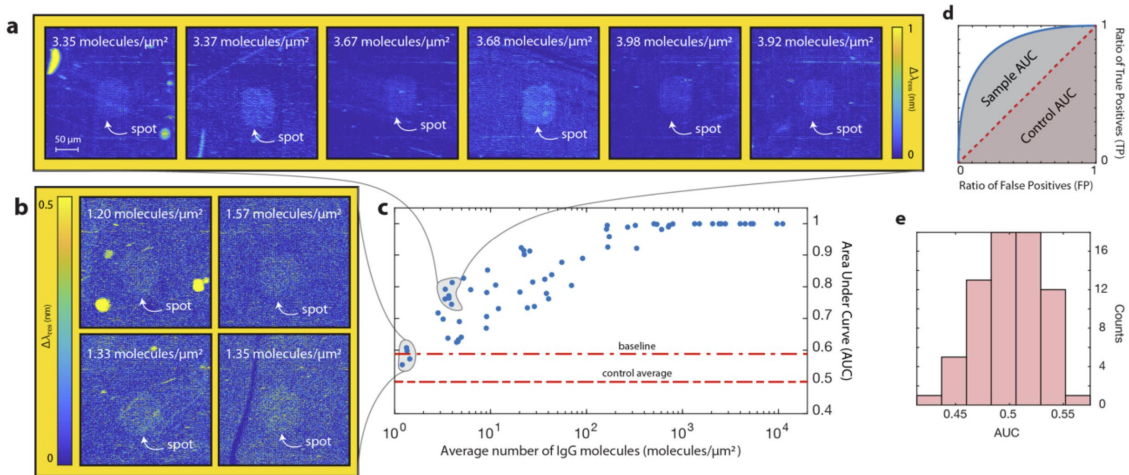 a
3.35 molecules/µm²
3.37 molecules/µm²
3.67 molecules/µm²
3.68 molecules/µm²
3.98 molecules/µm²
3.92 molecules/µm²
spot
spot
spot
spot
spot
spot
50 µm
1
Δλres (nm)
0
d
Sample AUC
Control AUC
1
Ratio of True Positives (TP)
0
0
1
Ratio of False Positives (FP)
b
0.5
Δλres (nm)
0
1.20 molecules/µm²
1.57 molecules/µm²
spot
spot
1.33 molecules/µm²
1.35 molecules/µm²
spot
spot
c
baseline
control average
1
0.9
0.8
0.7
0.6
0.5
0.4
Area Under Curve (AUC)
10⁰
10¹
10²
10³
10⁴
Average number of IgG molecules (molecules/µm²)
e
16
12
8
4
0
Counts
0.45
0.5
0.55
AUC